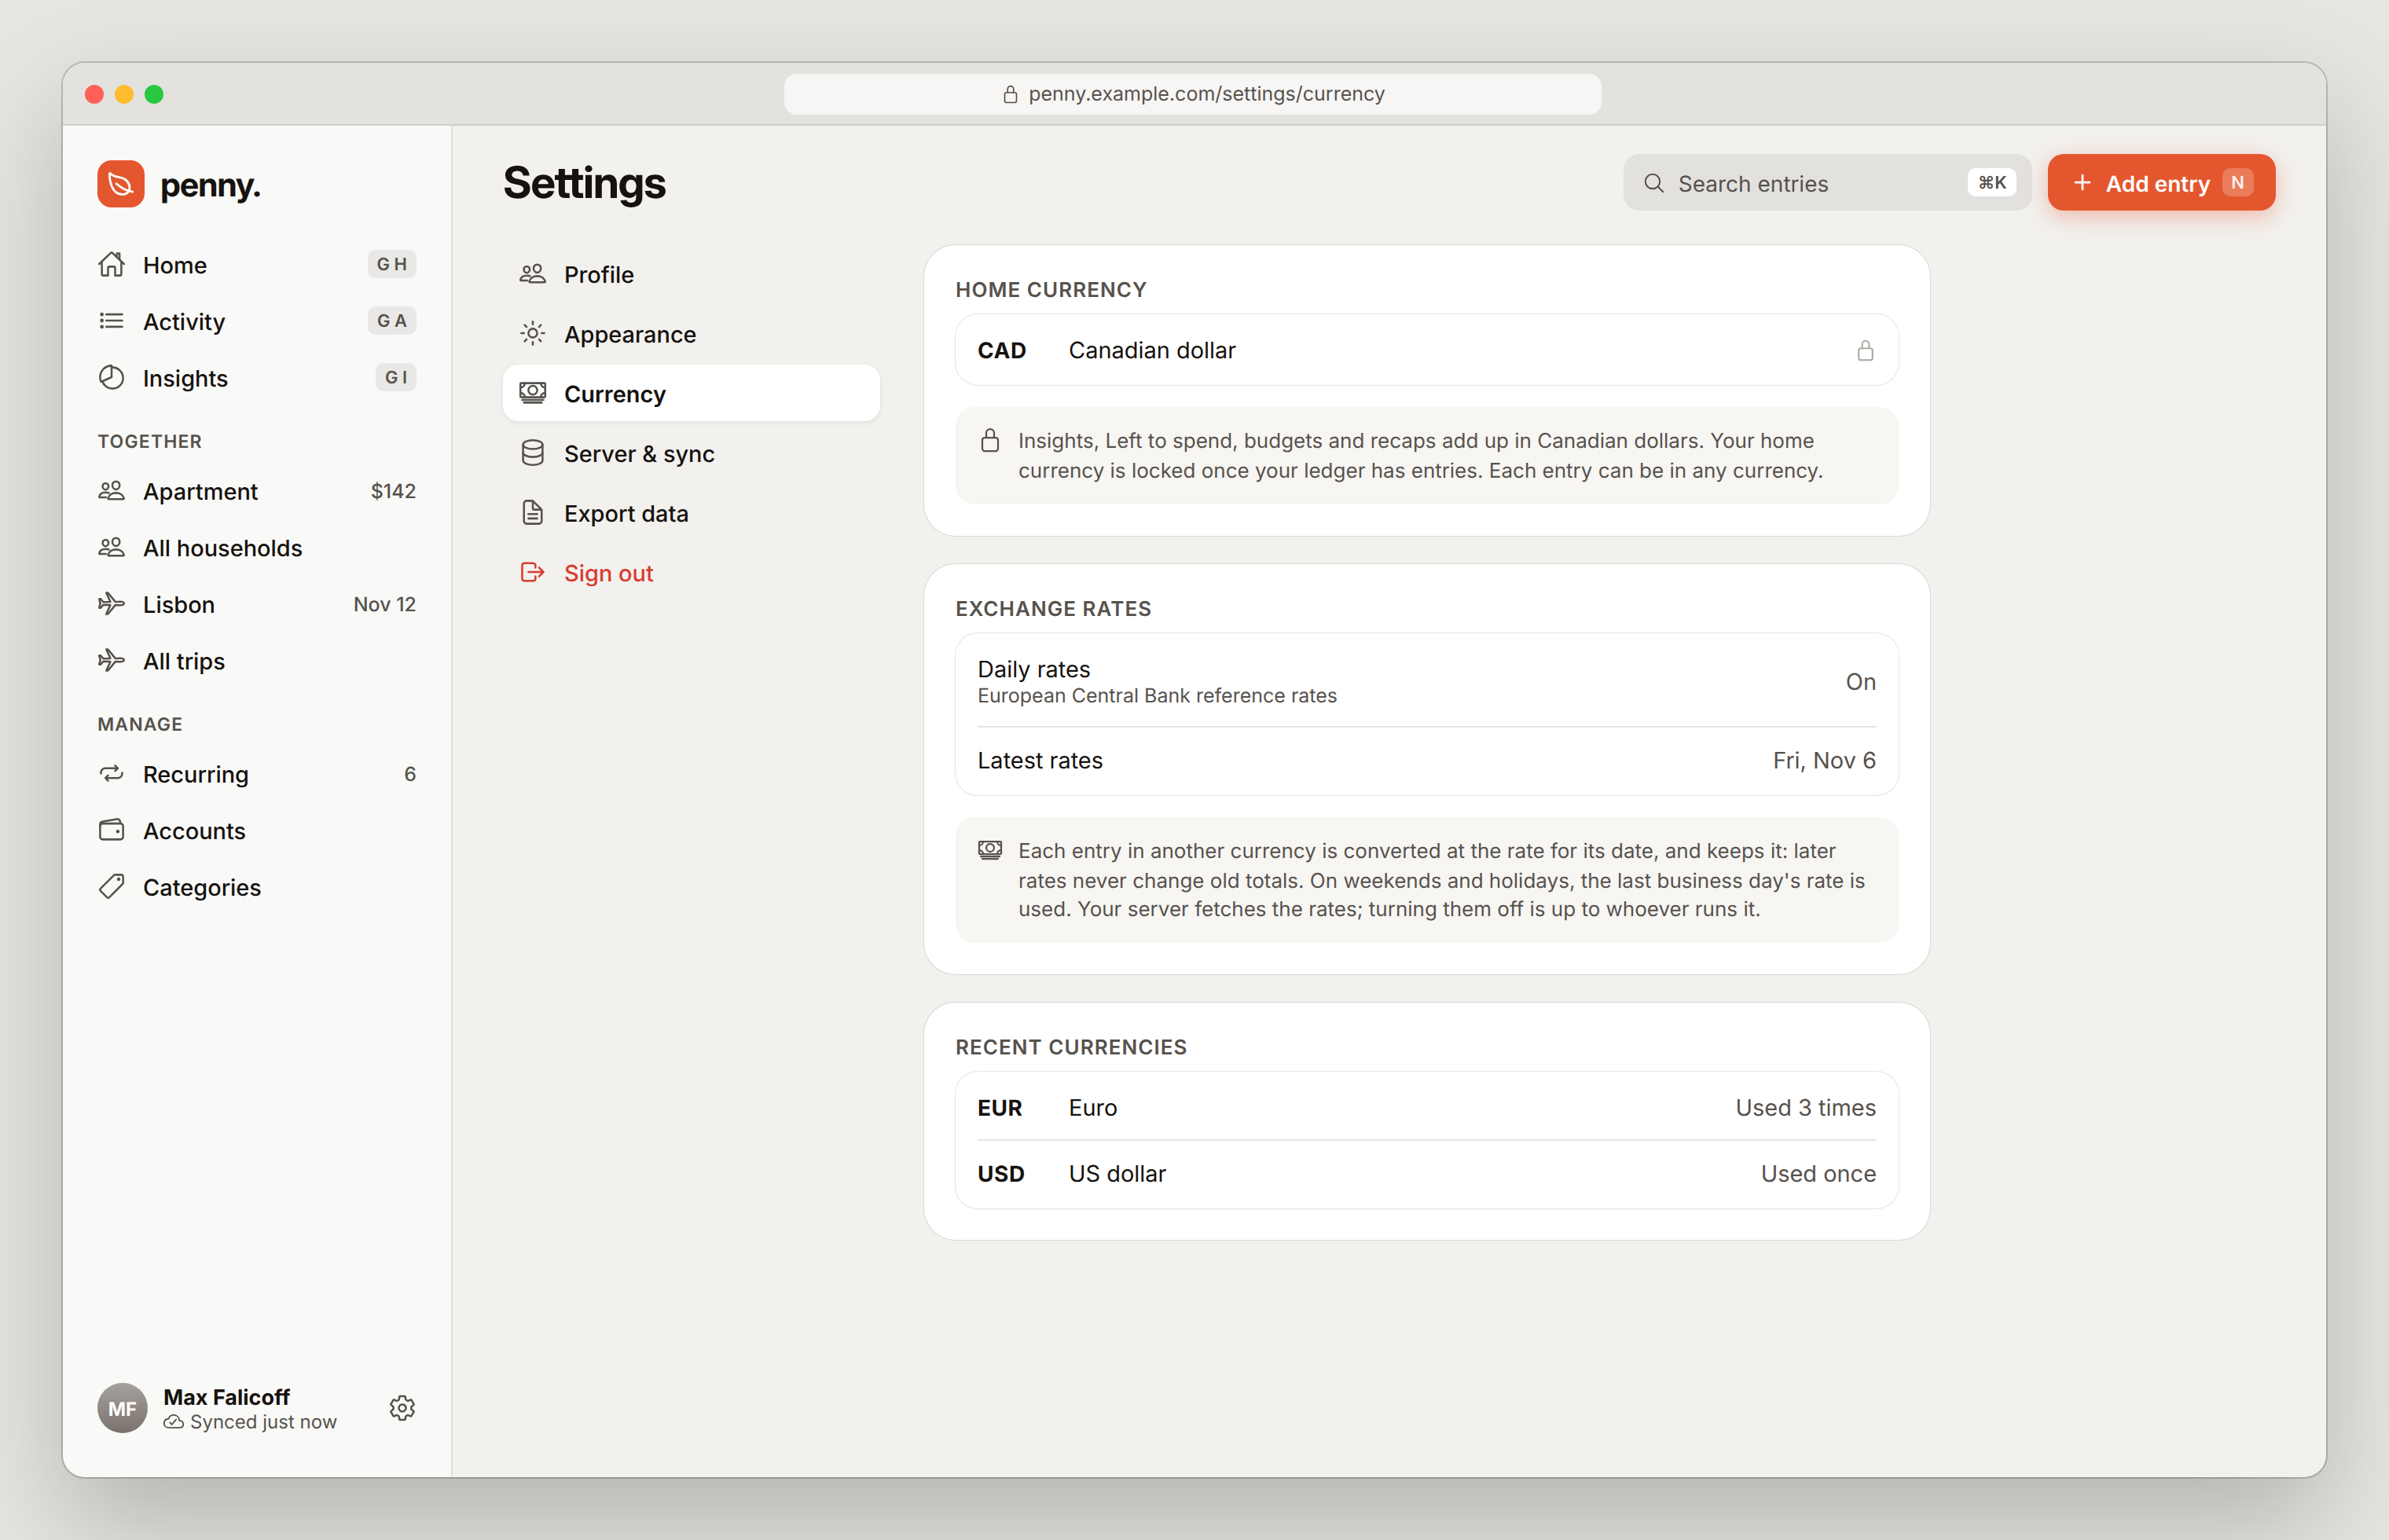 penny.example.com/settings/currency
penny.
Home G H
Activity G A
Insights G I
TOGETHER
Apartment $142
All households
Lisbon Nov 12
All trips
MANAGE
Recurring 6
Accounts
Categories
MF
Max Falicoff
Synced just now
Settings
Search entries ⌘K
+ Add entry N
Profile
Appearance
Currency
Server & sync
Export data
Sign out
HOME CURRENCY
CAD Canadian dollar
Insights, Left to spend, budgets and recaps add up in Canadian dollars. Your home
currency is locked once your ledger has entries. Each entry can be in any currency.
EXCHANGE RATES
Daily rates
European Central Bank reference rates
On
Latest rates Fri, Nov 6
Each entry in another currency is converted at the rate for its date, and keeps it: later
rates never change old totals. On weekends and holidays, the last business day's rate is
used. Your server fetches the rates; turning them off is up to whoever runs it.
RECENT CURRENCIES
EUR Euro Used 3 times
USD US dollar Used once